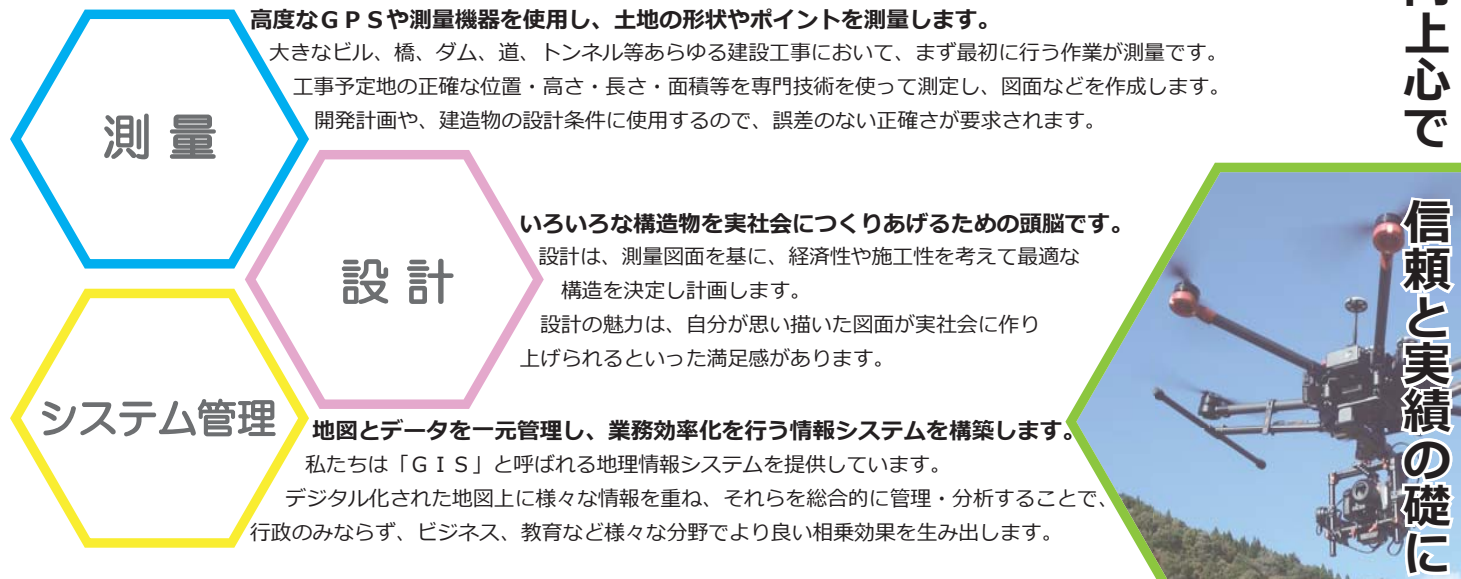 測 量
高度なGPSや測量機器を使用し、土地の形状やポイントを測量します。
大きなビル、橋、ダム、道、トンネル等あらゆる建設工事において、まず最初に行う作業が測量です。
工事予定地の正確な位置・高さ・長さ・面積等を専門技術を使って測定し、図面などを作成します。
開発計画や、建造物の設計条件に使用するので、誤差のない正確さが要求されます。
設 計
いろいろな構造物を実社会につくりあげるための頭脳です。
設計は、測量図面を基に、経済性や施工性を考えて最適な
構造を決定し計画します。
設計の魅力は、自分が思い描いた図面が実社会に作り
上げられるといった満足感があります。
システム管理
地図とデータを一元管理し、業務効率化を行う情報システムを構築します。
私たちは「GIS」と呼ばれる地理情報システムを提供しています。
デジタル化された地図上に様々な情報を重ね、それらを総合的に管理・分析することで、
行政のみならず、ビジネス、教育など様々な分野でより良い相乗効果を生み出します。
上心で
信頼と実績の礎に